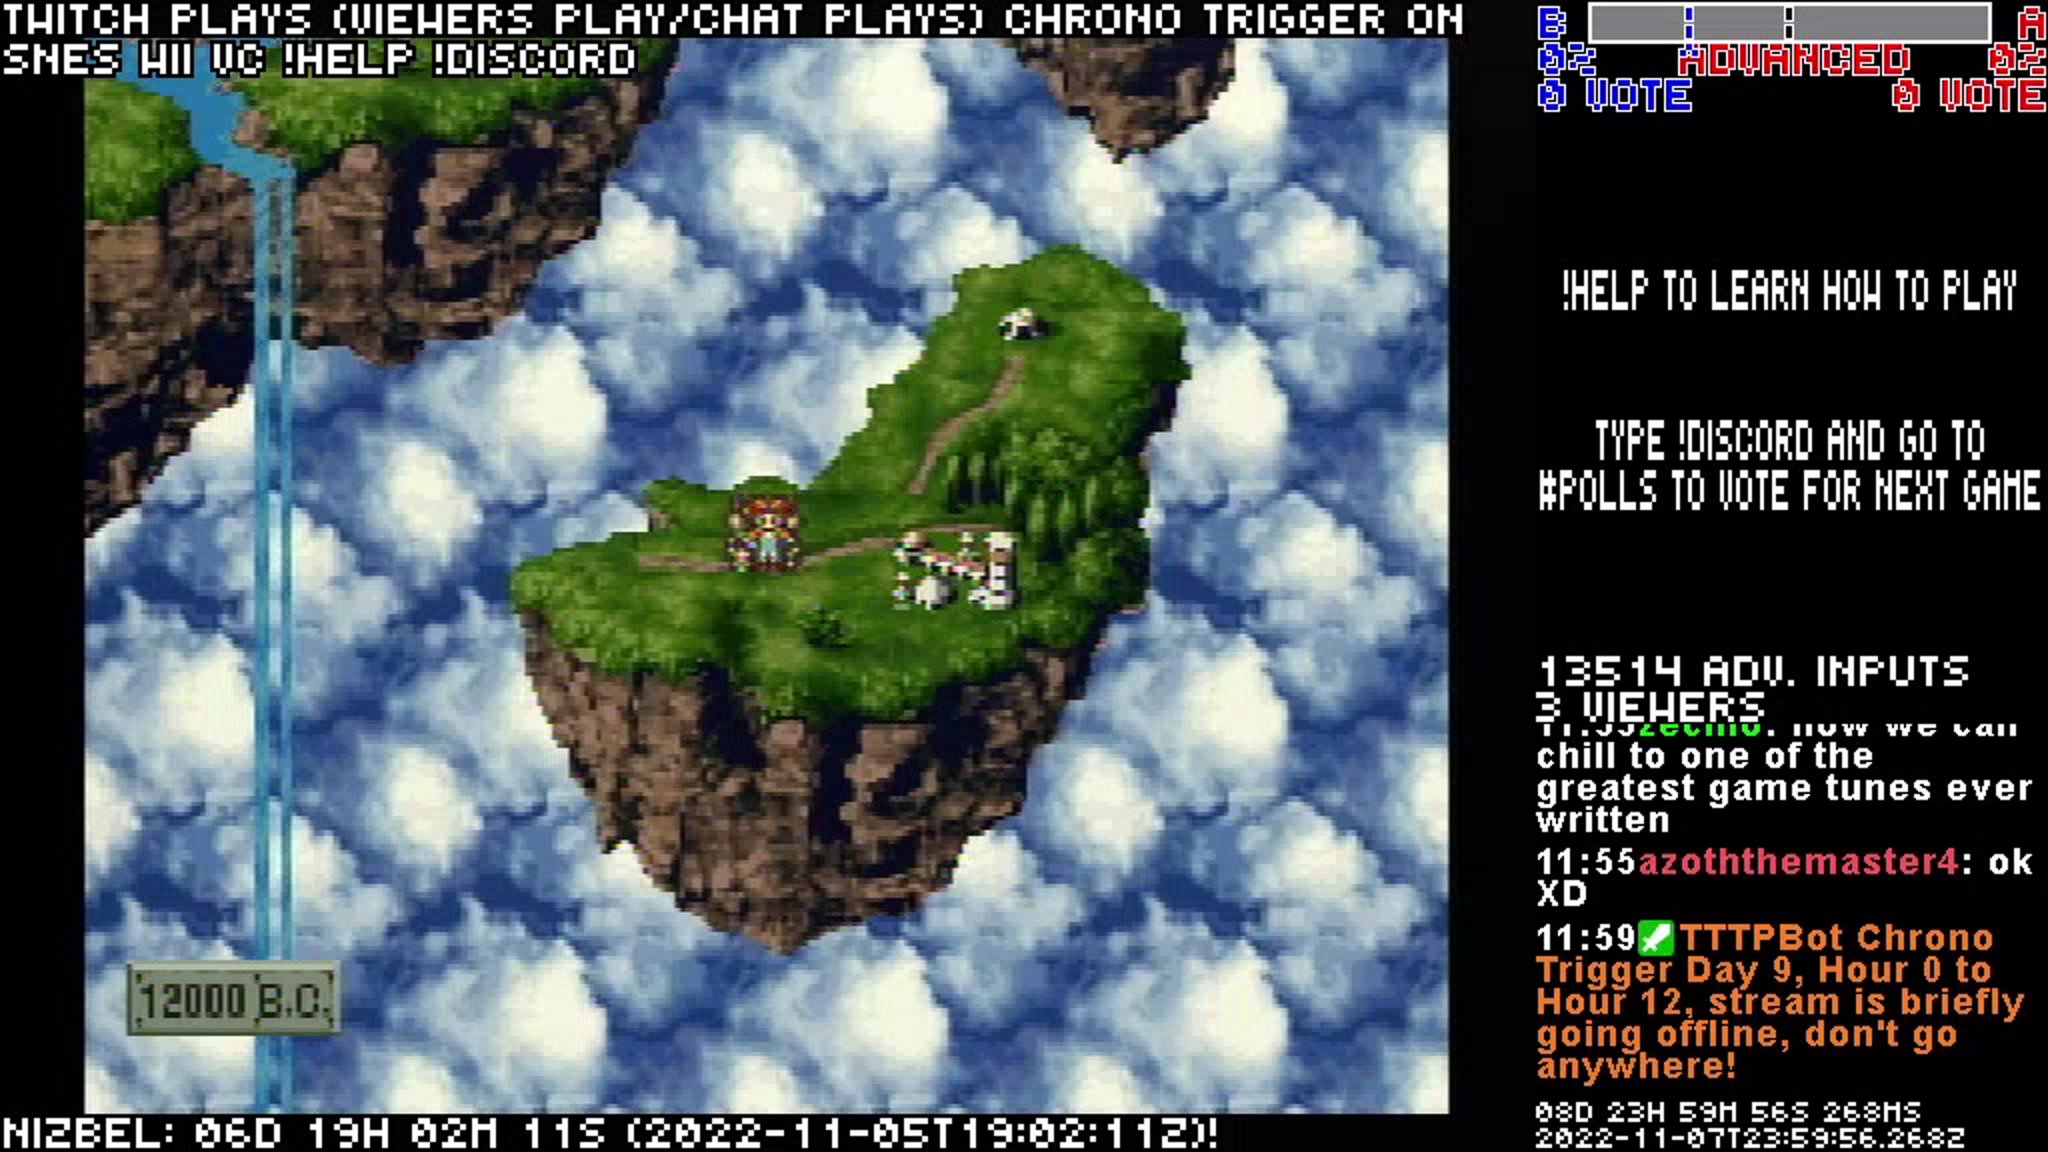 TWITCH PLAYS (VIEWERS PLAY/CHAT PLAYS) CHRONO TRIGGER ON
SNES WII VC !HELP !DISCORD
B A
0% ADVANCED 0%
0 VOTE 0 VOTE
!HELP TO LEARN HOW TO PLAY
TYPE !DISCORD AND GO TO
#POLLS TO VOTE FOR NEXT GAME
13514 ADV. INPUTS
3 VIEWERS
now we can
chill to one of the
greatest game tunes ever
written
11:55azoththemaster4: ok
XD
11:59TTTPBot Chrono
Trigger Day 9, Hour 0 to
Hour 12, stream is briefly
going offline, don't go
anywhere!
08D 23H 59M 56S 268MS
2022-11-07T23:59:56.268Z
12000 B.C.
NIZBEL: 06D 19H 02M 11S (2022-11-05T19:02:11Z)!